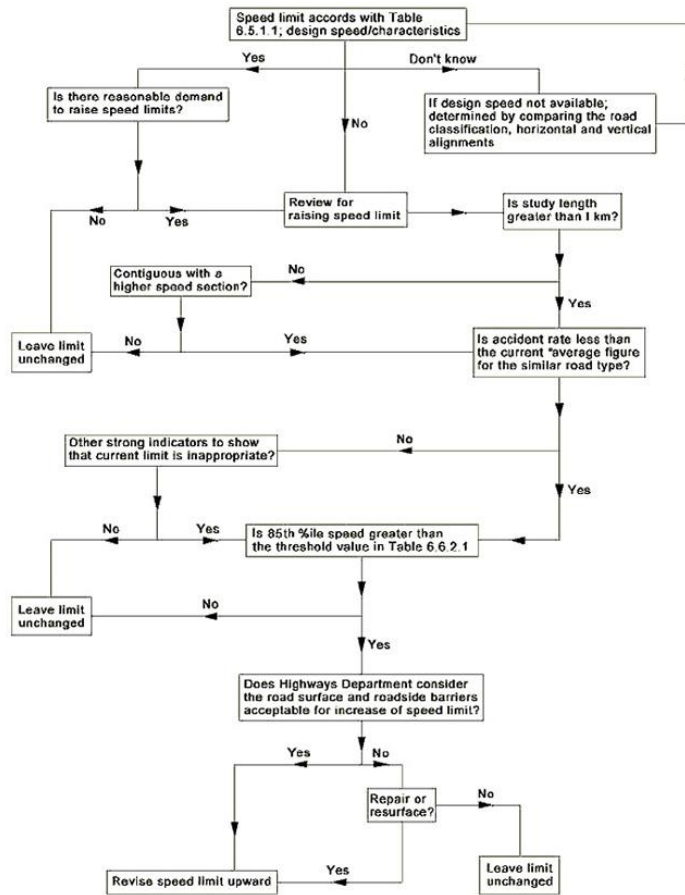 Speed limit accords with Table
6.5.1.1; design speed/characteristics
Yes
Don't know
Is there reasonable demand
to raise speed limits?
If design speed not available;
determined by comparing the road
classification, horizontal and vertical
alignments
No
No
Yes
Review for
raising speed limit
Is study length
greater than 1 km?
Contiguous with a
higher speed section?
No
Yes
Leave limit
unchanged
No
Yes
Is accident rate less than
the current *average figure
for the similar road type?
Other strong indicators to show
that current limit is inappropriate?
No
Yes
No
Yes
Is 85th %ile speed greater than
the threshold value in Table 6.6.2.1
Leave limit
unchanged
No
Yes
Does Highways Department consider
the road surface and roadside barriers
acceptable for increase of speed limit?
Yes
No
Repair or
resurface?
No
Revise speed limit upward
Yes
Leave limit
unchanged